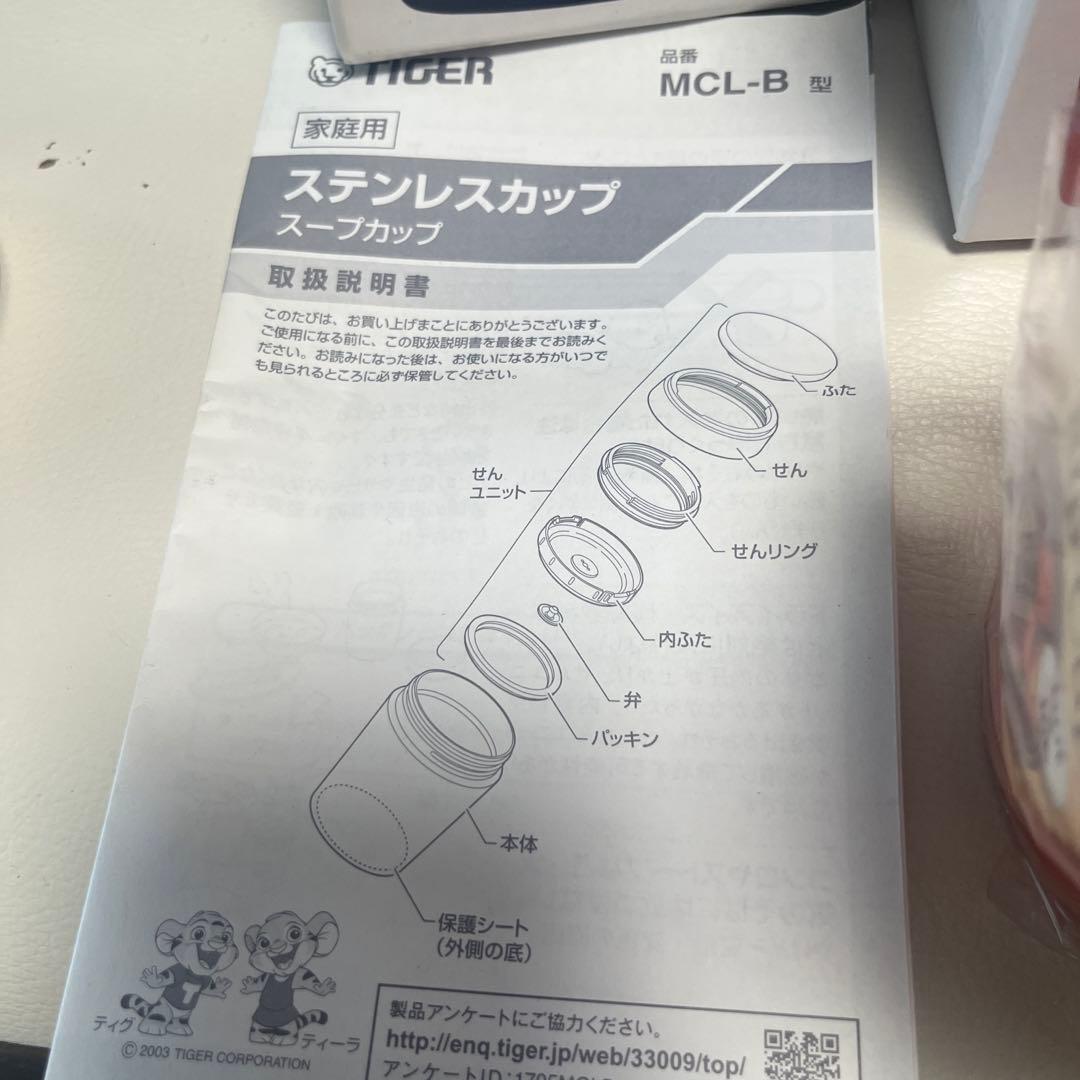 TIGER
品番
MCL-B 型
家庭用
ステンレスカップ
スープカップ
取扱説明書
このたびは、お買い上げまことにありがとうございます。
ご使用になる前に、この取扱説明書を最後までお読みく
ださい。お読みになった後は、お使いになる方がいつで
も見られるところに必ず保管してください。
ふた
せん
せん
ユニット
せんリング
内ふた
弁
パッキン
本体
保護シート
(外側の底)
T
ティグ
ティーラ
© 2003 TIGER CORPORATION
製品アンケートにご協力ください。
http://enq.tiger.jp/web/33009/top/
アンケートID: